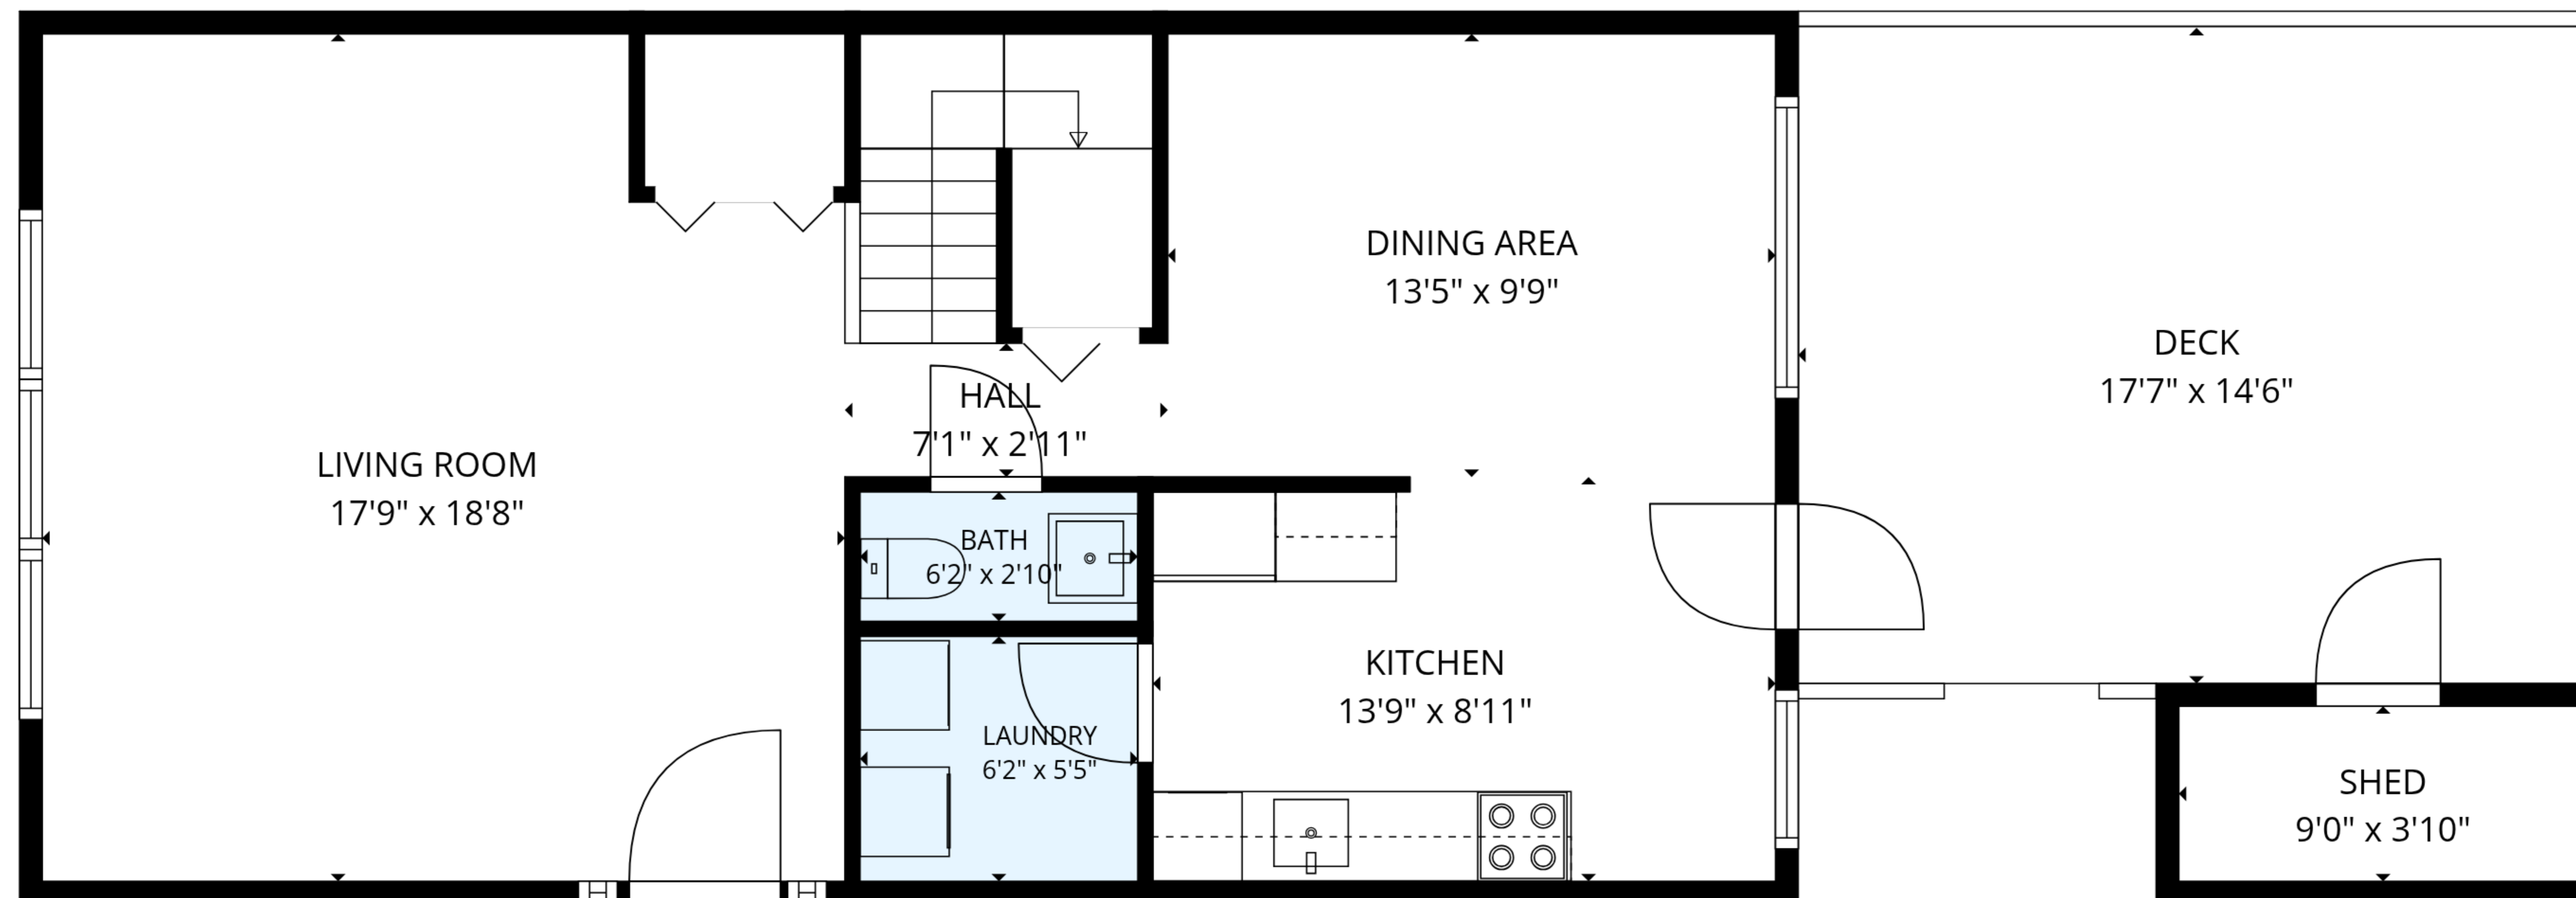 LIVING ROOM
17'9" x 18'8"
HALL
7'1" x 2'11"
BATH
6'2" x 2'10"
LAUNDRY
6'2" x 5'5"
DINING AREA
13'5" x 9'9"
KITCHEN
13'9" x 8'11"
DECK
17'7" x 14'6"
SHED
9'0" x 3'10"